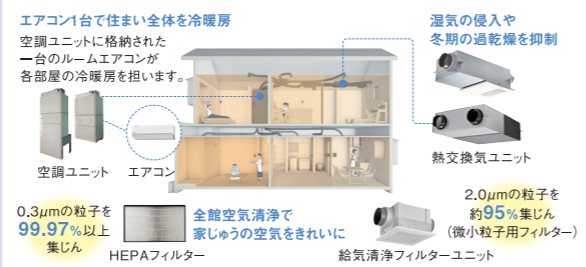 エアコン1台で住まい全体を冷暖房
空調ユニットに格納された
一台のルームエアコンが
各部屋の冷暖房を担います。
湿気の侵入や
冬期の過乾燥を抑制
空調ユニット
エアコン
熱交換気ユニット
0.3μmの粒子を
99.97%以上
集じん
HEPAフィルター
全館空気清浄で
家じゅうの空気をきれいに
給気清浄フィルターユニット
2.0μmの粒子を
約95%集じん
(微小粒子用フィルター)